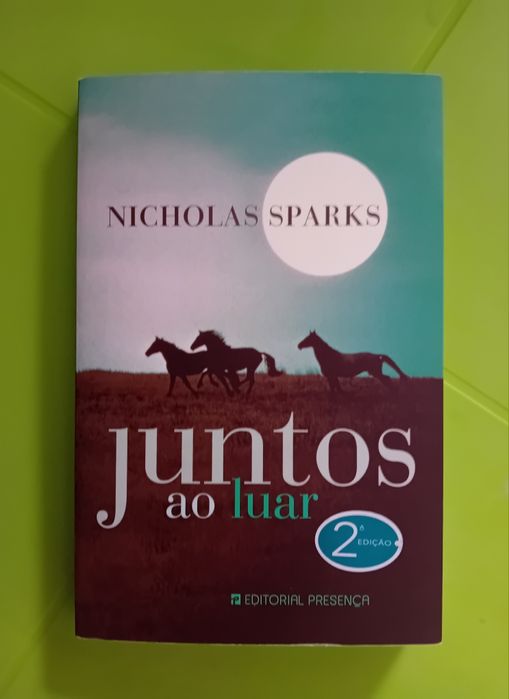 NICHOLAS SPARKS
juntos
ao luar
2ª EDIÇÃO
EDITORIAL PRESENÇA